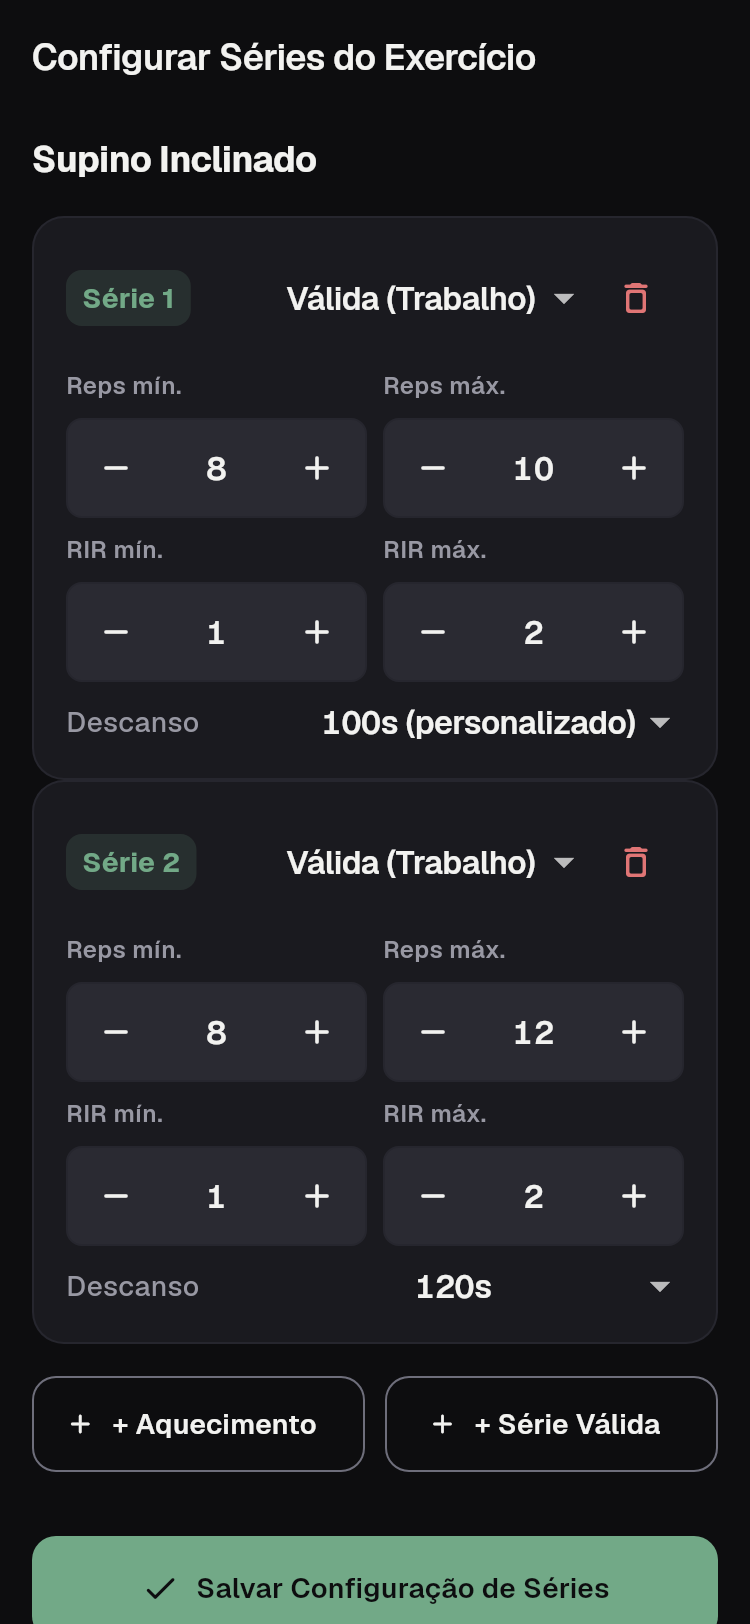 Configurar Séries do Exercício
Supino Inclinado
Série 1 Válida (Trabalho)
Reps mín. Reps máx.
− 8 + − 10 +
RIR mín. RIR máx.
− 1 + − 2 +
Descanso 100s (personalizado)
Série 2 Válida (Trabalho)
Reps mín. Reps máx.
− 8 + − 12 +
RIR mín. RIR máx.
− 1 + − 2 +
Descanso 120s
+ + Aquecimento + + Série Válida
Salvar Configuração de Séries